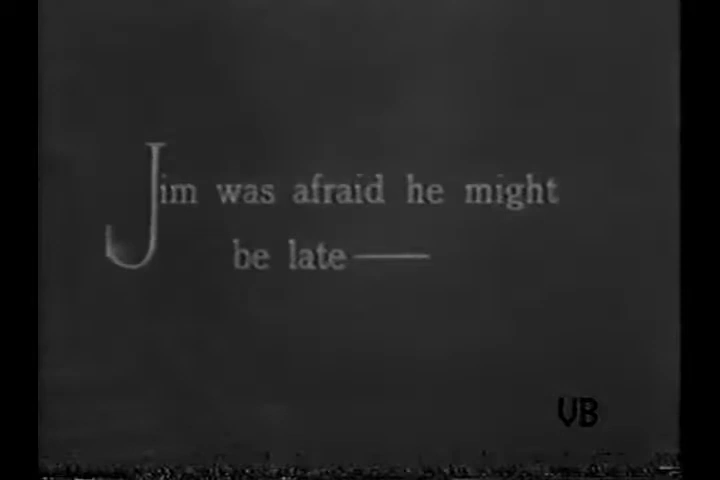 Jim was afraid he might
be late——
VB